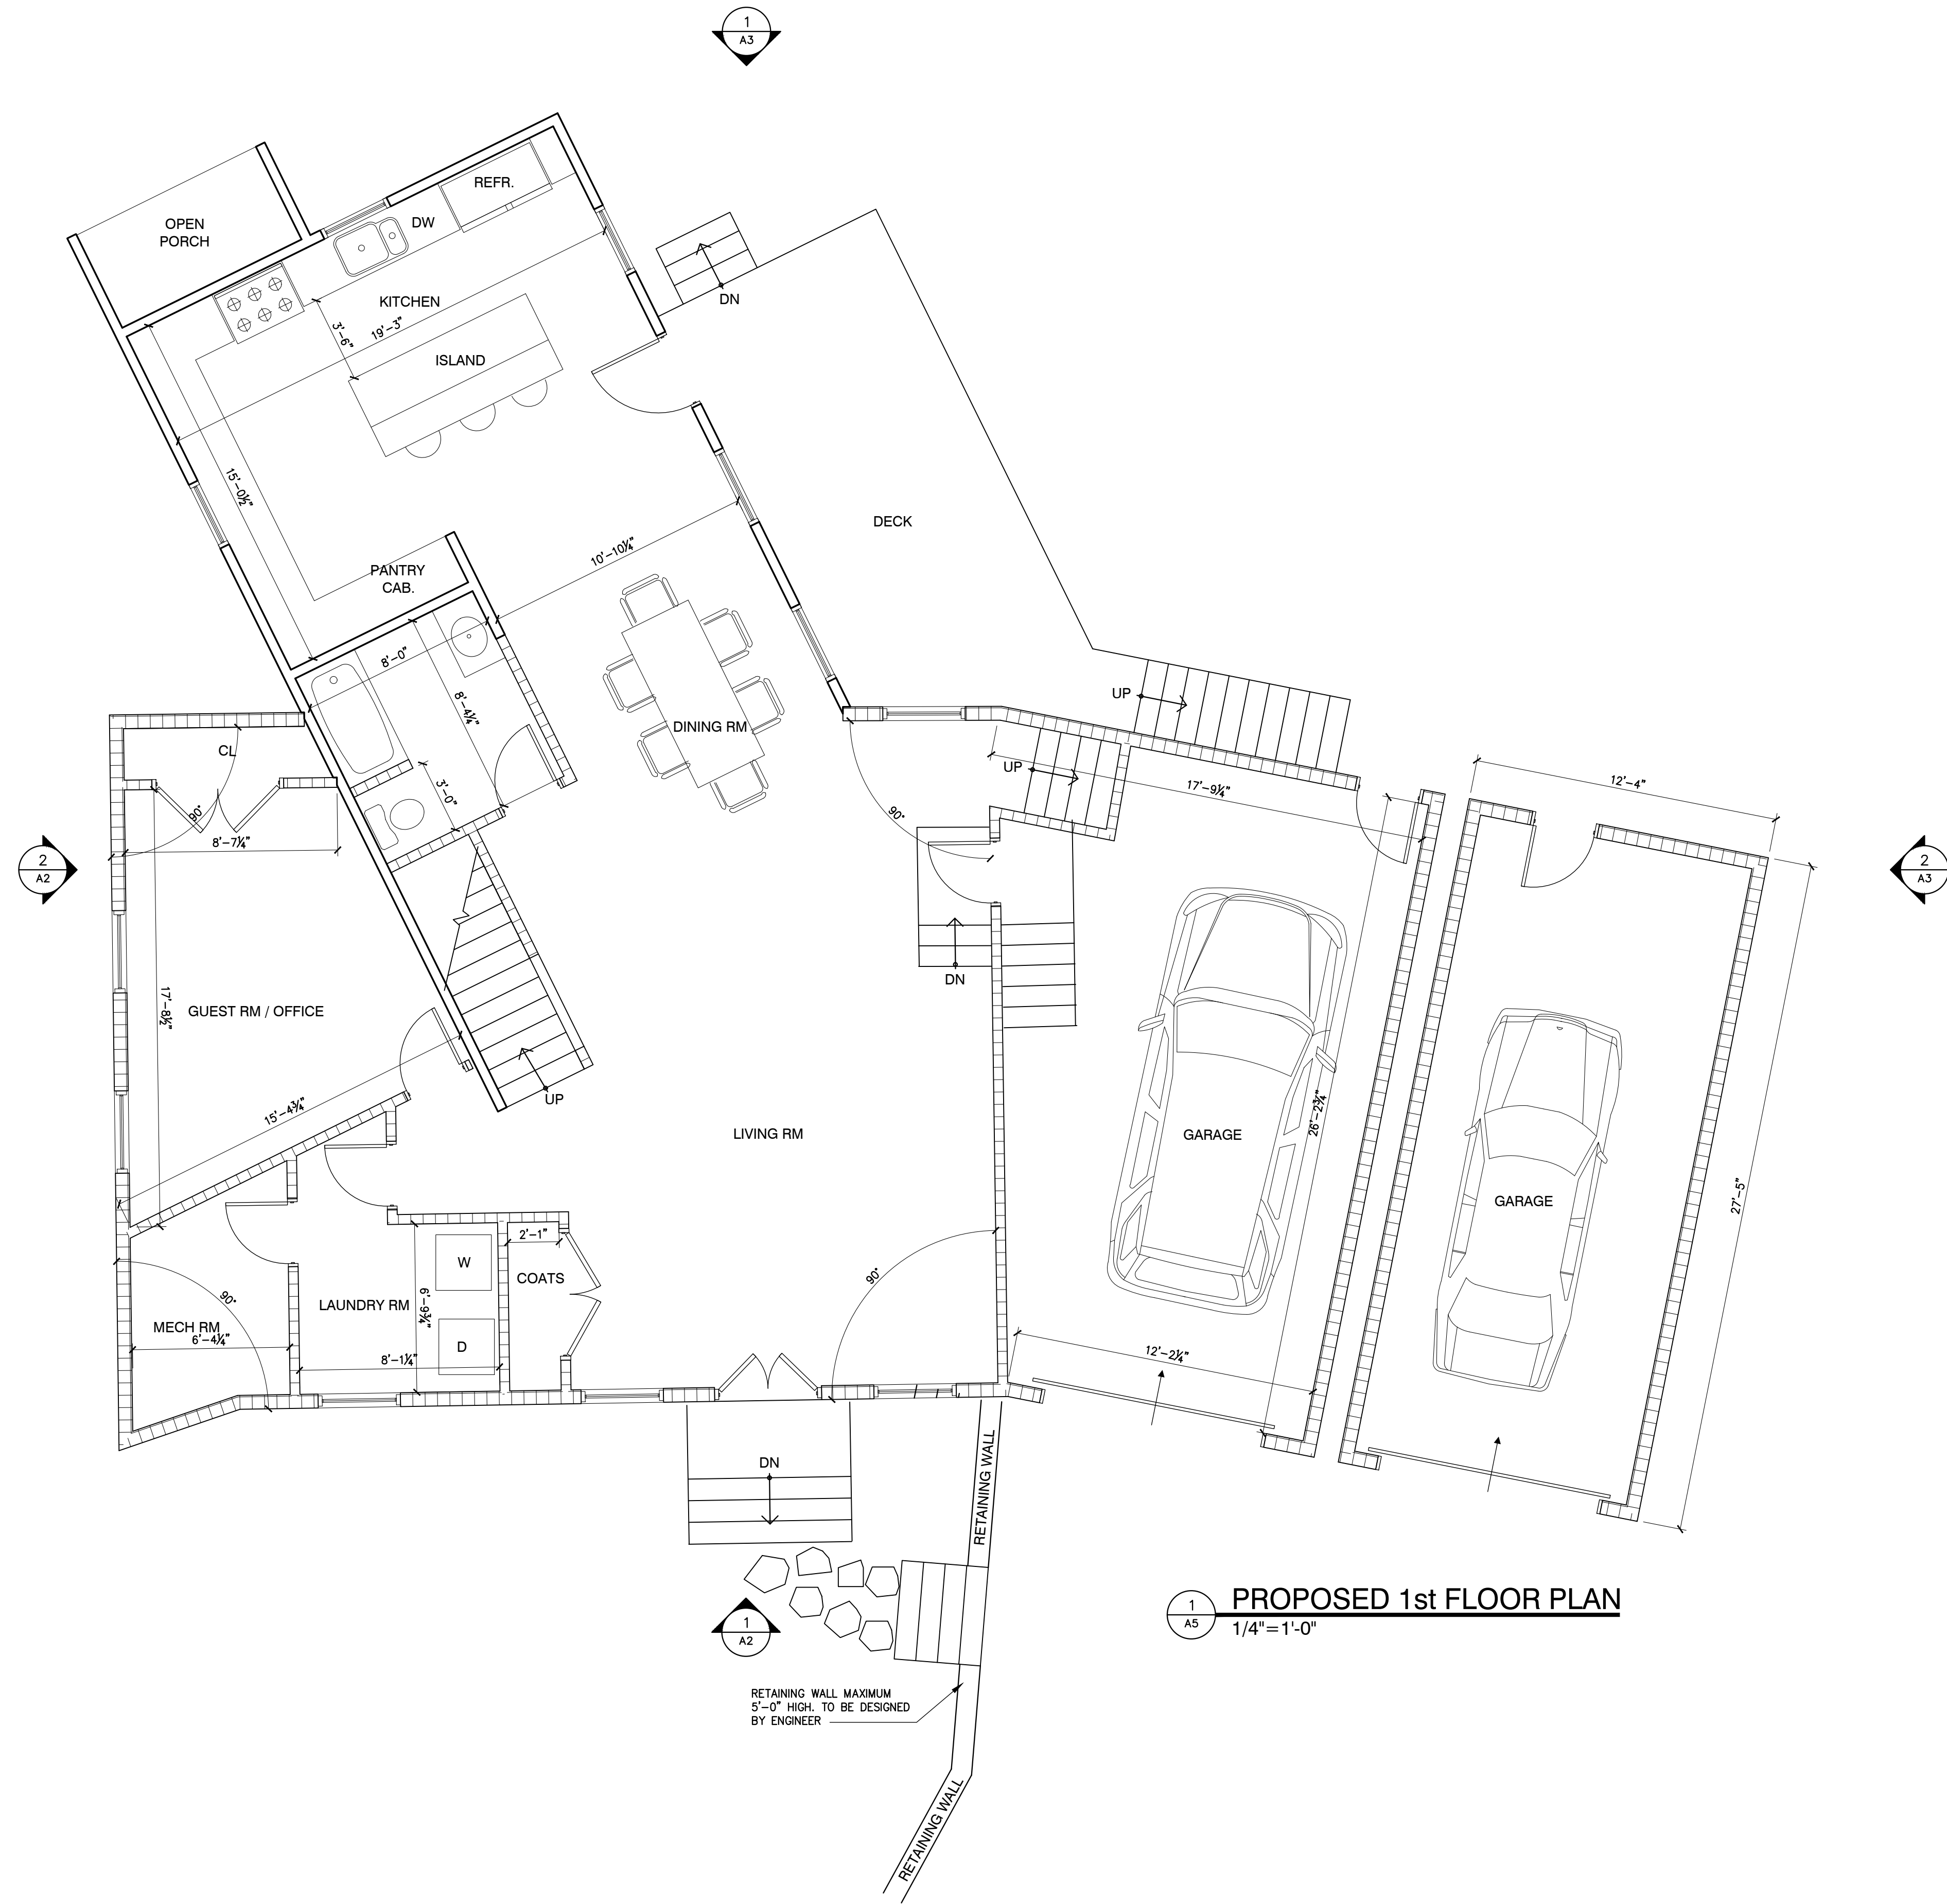 1
A3
OPEN
PORCH
REFR.
DW
KITCHEN
19'-3"
3'-6"
ISLAND
DN
15'-0½"
DECK
10'-10¼"
PANTRY
CAB.
8'-0"
8'-4¼"
DINING RM
UP
UP
17'-9¼"
12'-4"
CL
90°
8'-7¼"
3'-0"
90°
2
A2
2
A3
DN
17'-8½"
GUEST RM / OFFICE
15'-4¾"
UP
LIVING RM
GARAGE
26'-2¾"
GARAGE
27'-5"
2'-1"
W
COATS
90°
90°
LAUNDRY RM
6'-9¾"
MECH RM
6'-4¼"
D
8'-1¼"
12'-2¼"
DN
RETAINING WALL
1
A2
1
A5
PROPOSED 1st FLOOR PLAN
1/4"=1'-0"
RETAINING WALL MAXIMUM
5'-0" HIGH. TO BE DESIGNED
BY ENGINEER
RETAINING WALL